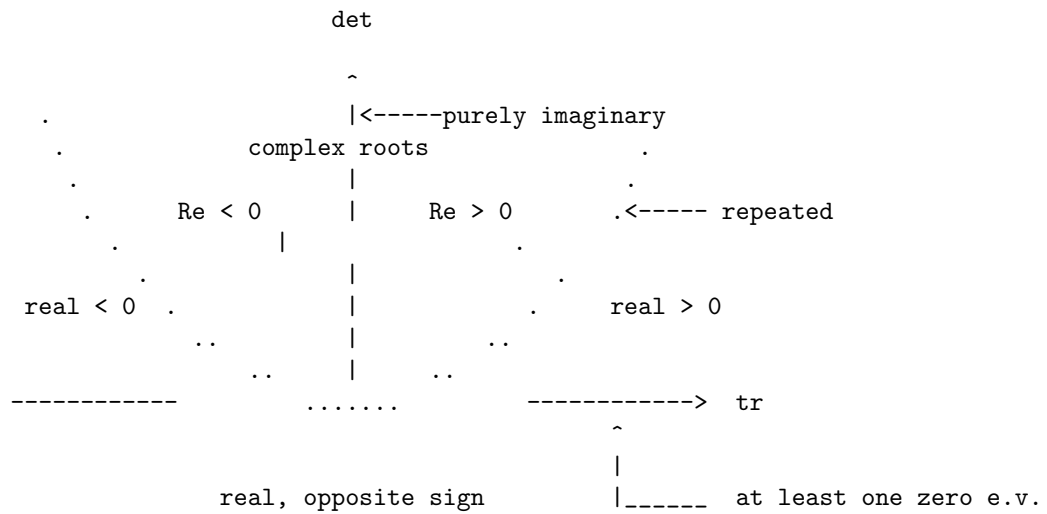 det
^
. |<-----purely imaginary
. complex roots .
. | .
. Re < 0 | Re > 0 .<----- repeated
. | .
. | .
real < 0 . | . real > 0
.. | ..
.. | ..
------------ ....... ------------> tr
^
|
real, opposite sign |______ at least one zero e.v.